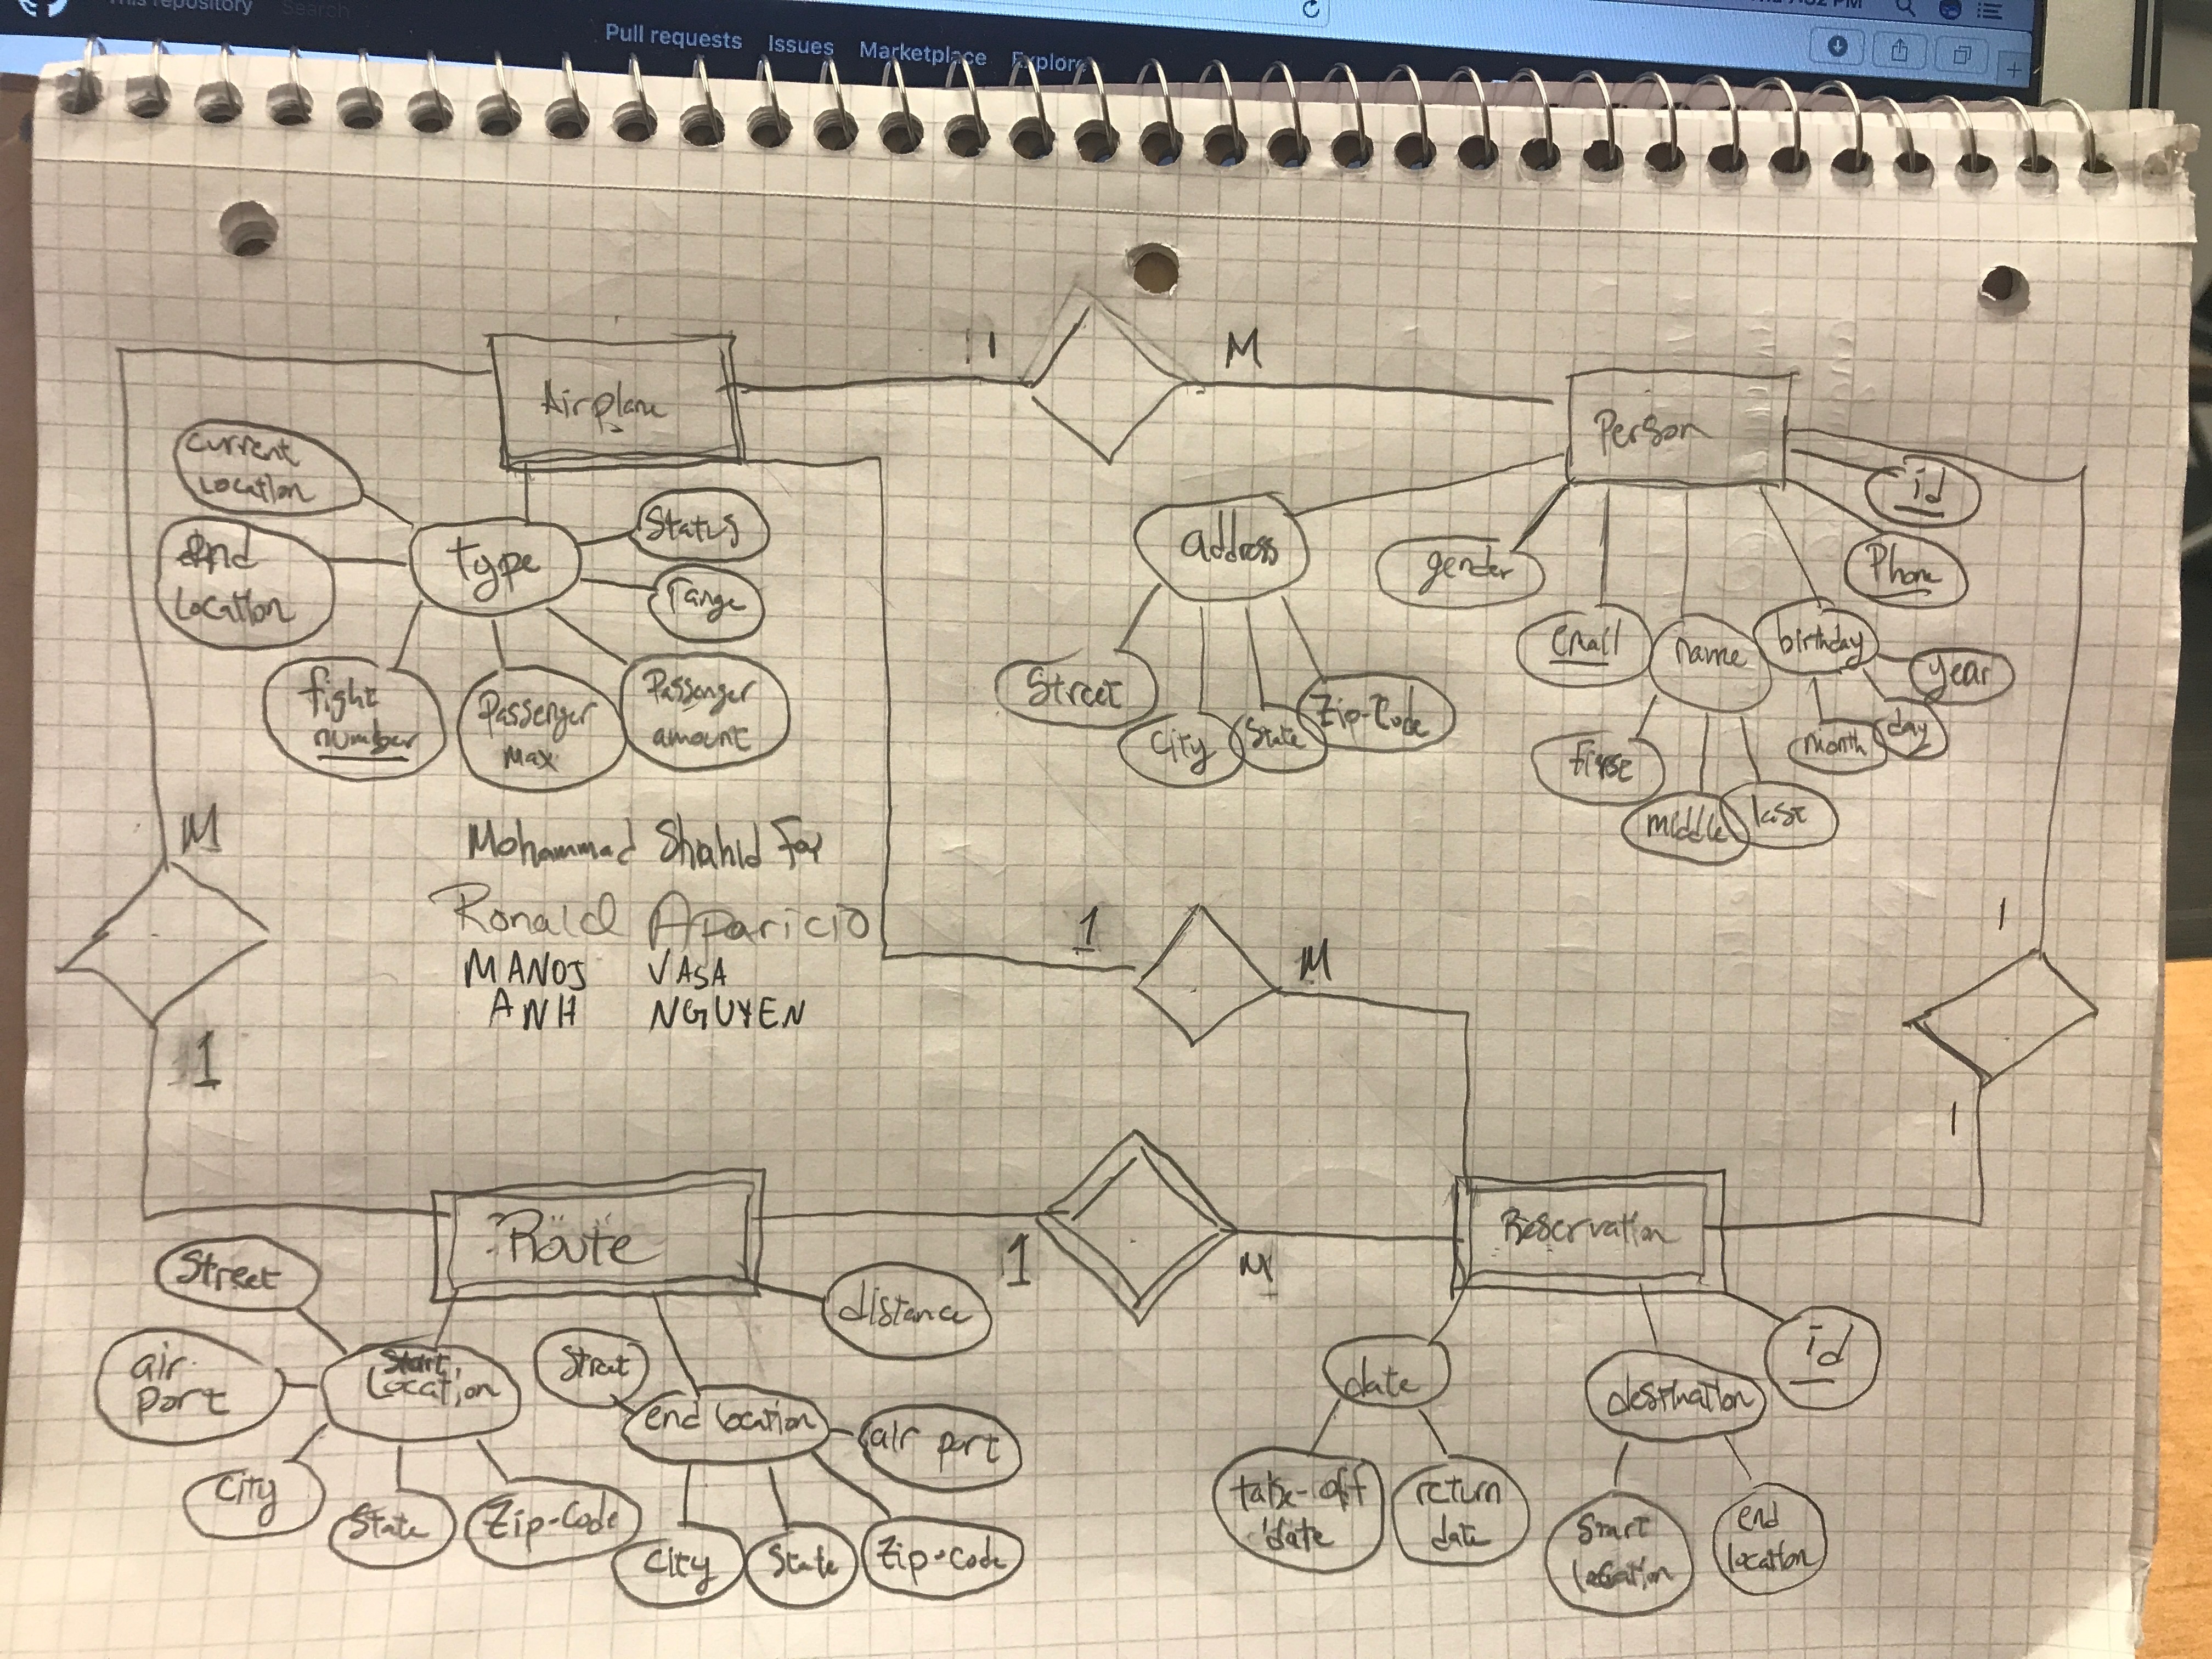 This repository
Search
7:52 PM
Pull requests Issues Marketplace Explore
1 M
Airplane
Person
Current
Location
id
Status
address
gender
Phone
end
Location
type
range
email
name
birthday
year
Street
fight
number
Passenger
max
Passenger
amount
City
State
Zip-Code
month
day
first
middle
last
M
Mohammad Shahid
Ronald Aparicio
MANOJ VASA
ANH NGUYEN
1
M
1
1
1
Route
1
M
Reservation
Street
distance
id
air
port
Start
Location
Street
date
destination
end location
air port
City
State
Zip-Code
City
State
Zip-Code
take-off
date
return
date
Start
Location
end
location